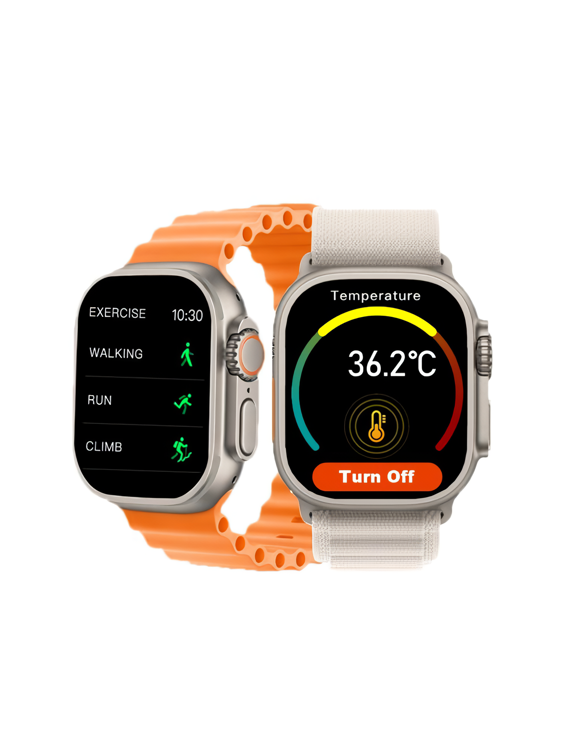 EXERCISE 10:30
WALKING
RUN
CLIMB
Temperature
36.2℃
Turn Off